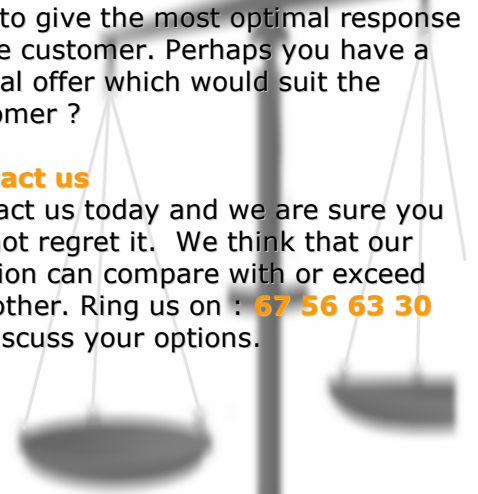 to give the most optimal response
e customer. Perhaps you have a
al offer which would suit the
omer ?
act us
act us today and we are sure you
not regret it. We think that our
ion can compare with or exceed
other. Ring us on : 67 56 63 30
scuss your options.